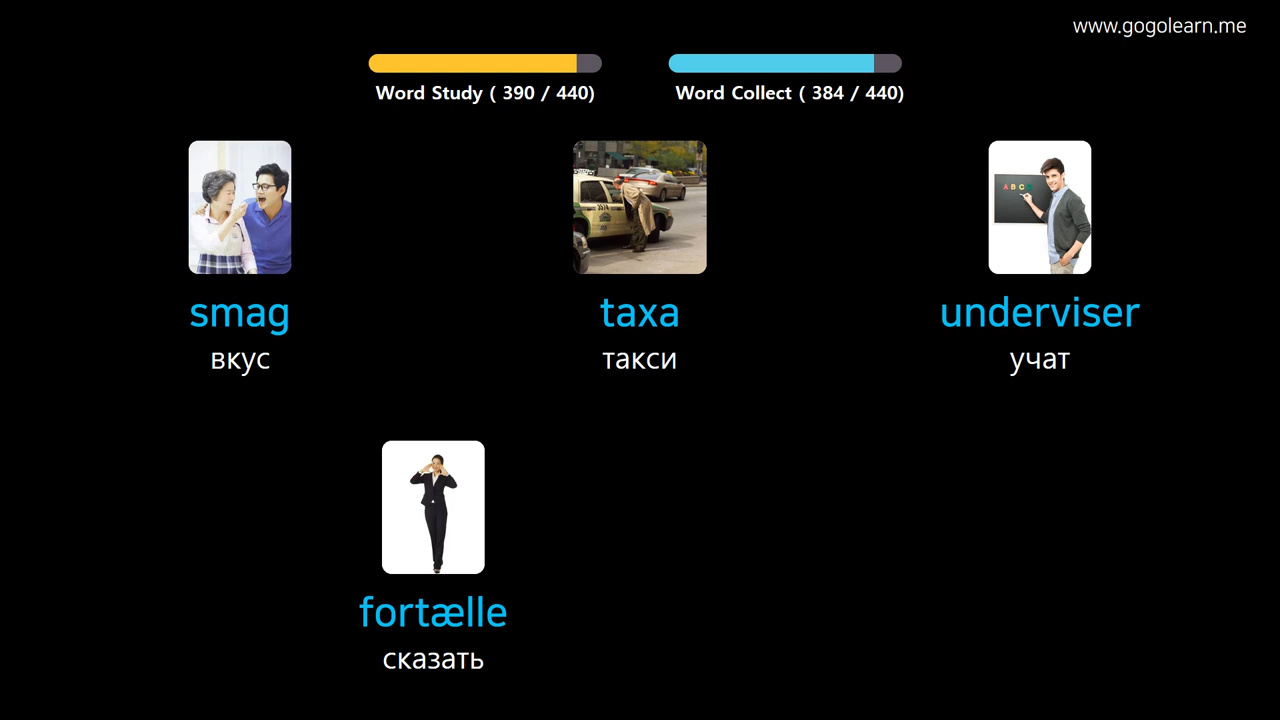 www.gogolearn.me
Word Study ( 390 / 440)
Word Collect ( 384 / 440)
smag
taxa
underviser
вкус
такси
учат
fortælle
сказать